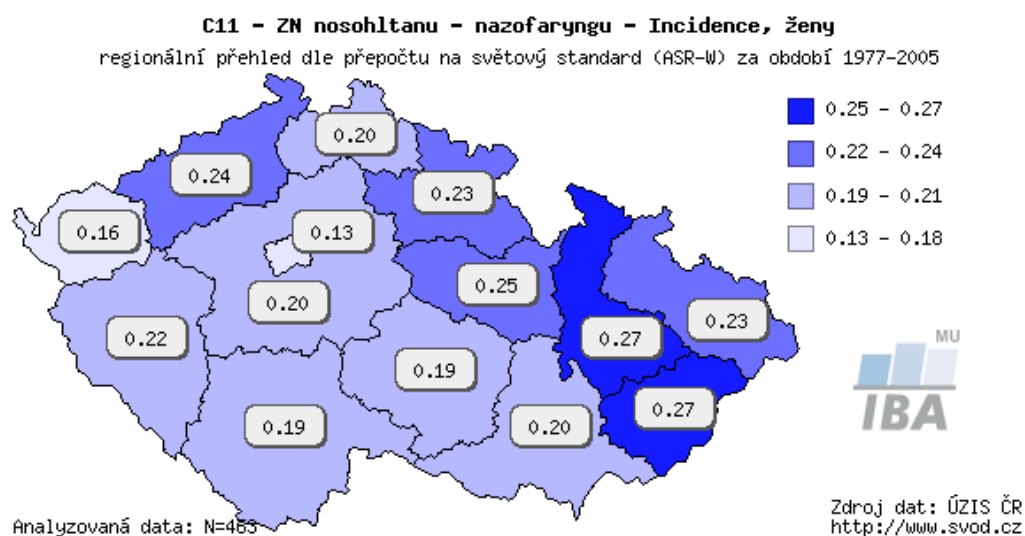 C11 - ZN nosohltanu - nazofaryngu - Incidence, ženy
regionální přehled dle přepočtu na světový standard (ASR-W) za období 1977-2005
0.25 - 0.27
0.22 - 0.24
0.19 - 0.21
0.13 - 0.18
0.20
0.24
0.23
0.16
0.13
0.25
0.20
0.22
0.27
0.23
0.19
0.27
0.19
0.20
MU
IBA
Analyzovaná data: N=463
Zdroj dat: ÚZIS ČR
http://www.svod.cz